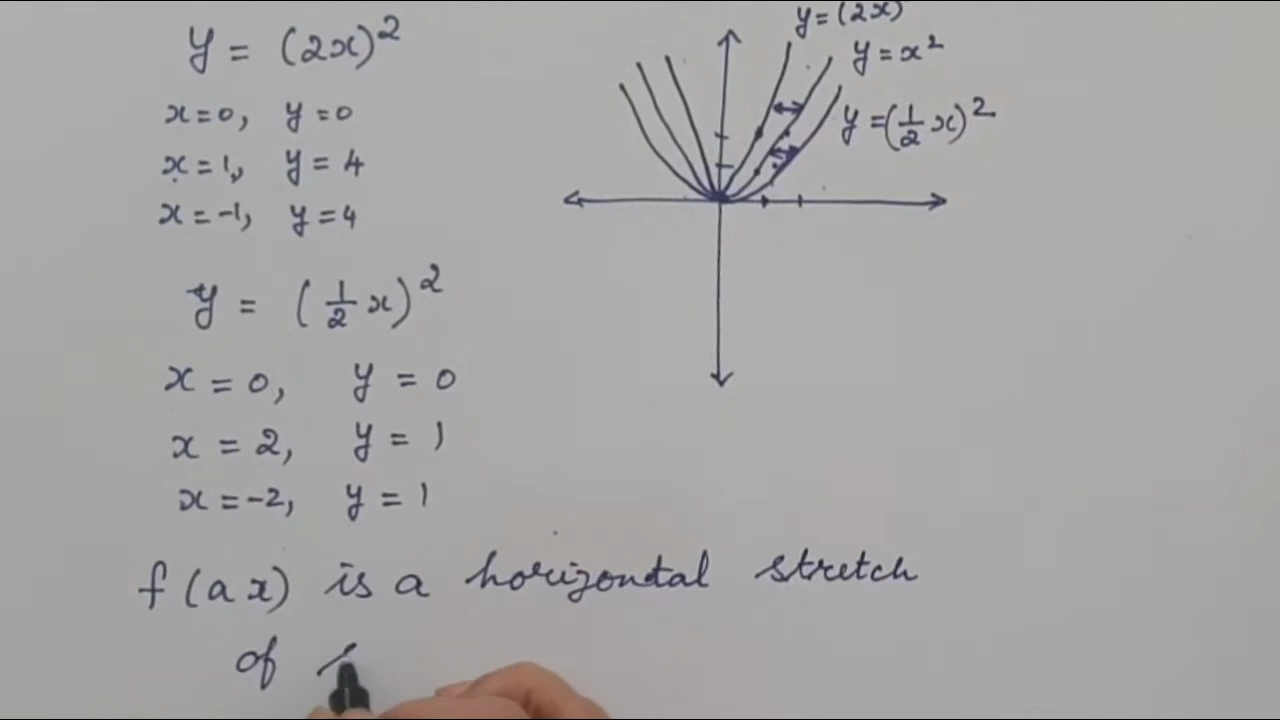 y = (2x)²
x = 0, y = 0
x = 1, y = 4
x = -1, y = 4
y = (1/2 x)²
x = 0, y = 0
x = 2, y = 1
x = -2, y = 1
f(ax) is a horizontal stretch
of
y = (2x)
y = x²
y = (1/2 x)²